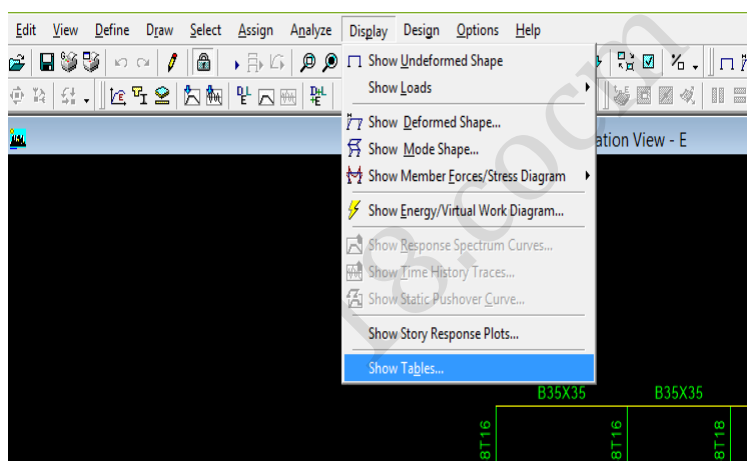 Edit View Define Draw Select Assign Analyze Display Design Options Help
Show Undeformed Shape
Show Loads
Show Deformed Shape...
Show Mode Shape...
Show Member Forces/Stress Diagram
Show Energy/Virtual Work Diagram...
Show Response Spectrum Curves...
Show Time History Traces...
Show Static Pushover Curve...
Show Story Response Plots...
Show Tables...
ation View - E
B35X35 B35X35
8T16 8T16 8T18
18.cocm